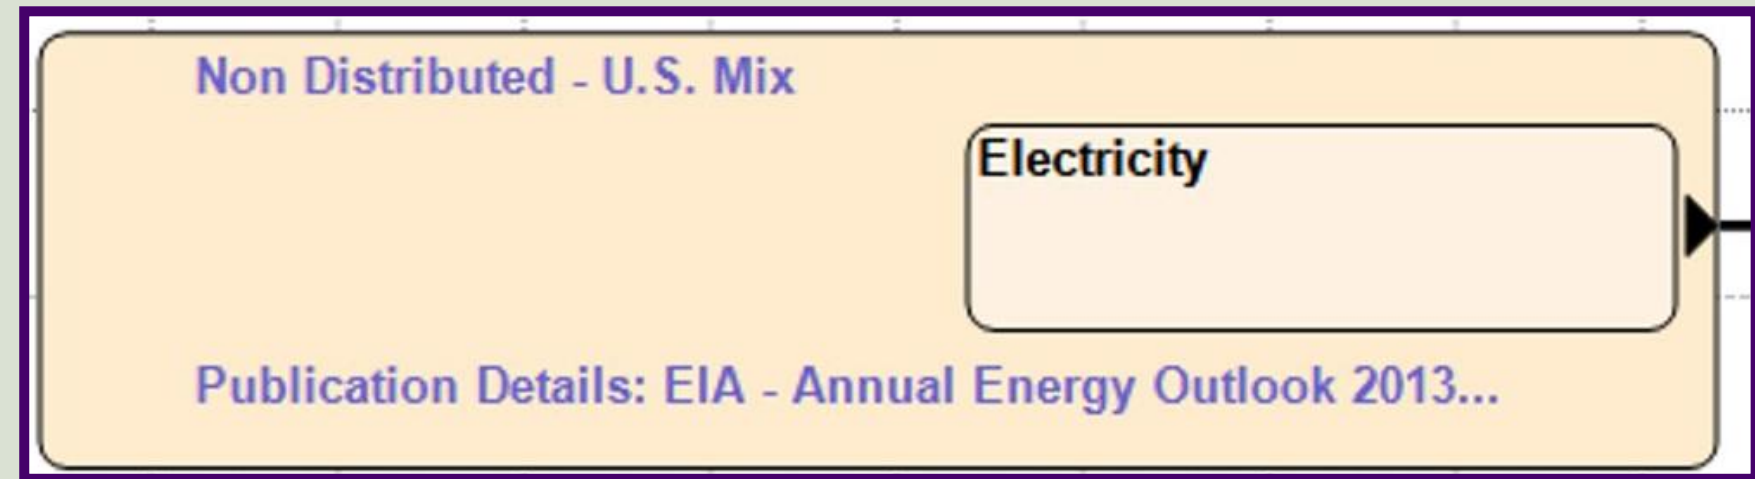 Non Distributed - U.S. Mix
Electricity
Publication Details: EIA - Annual Energy Outlook 2013...